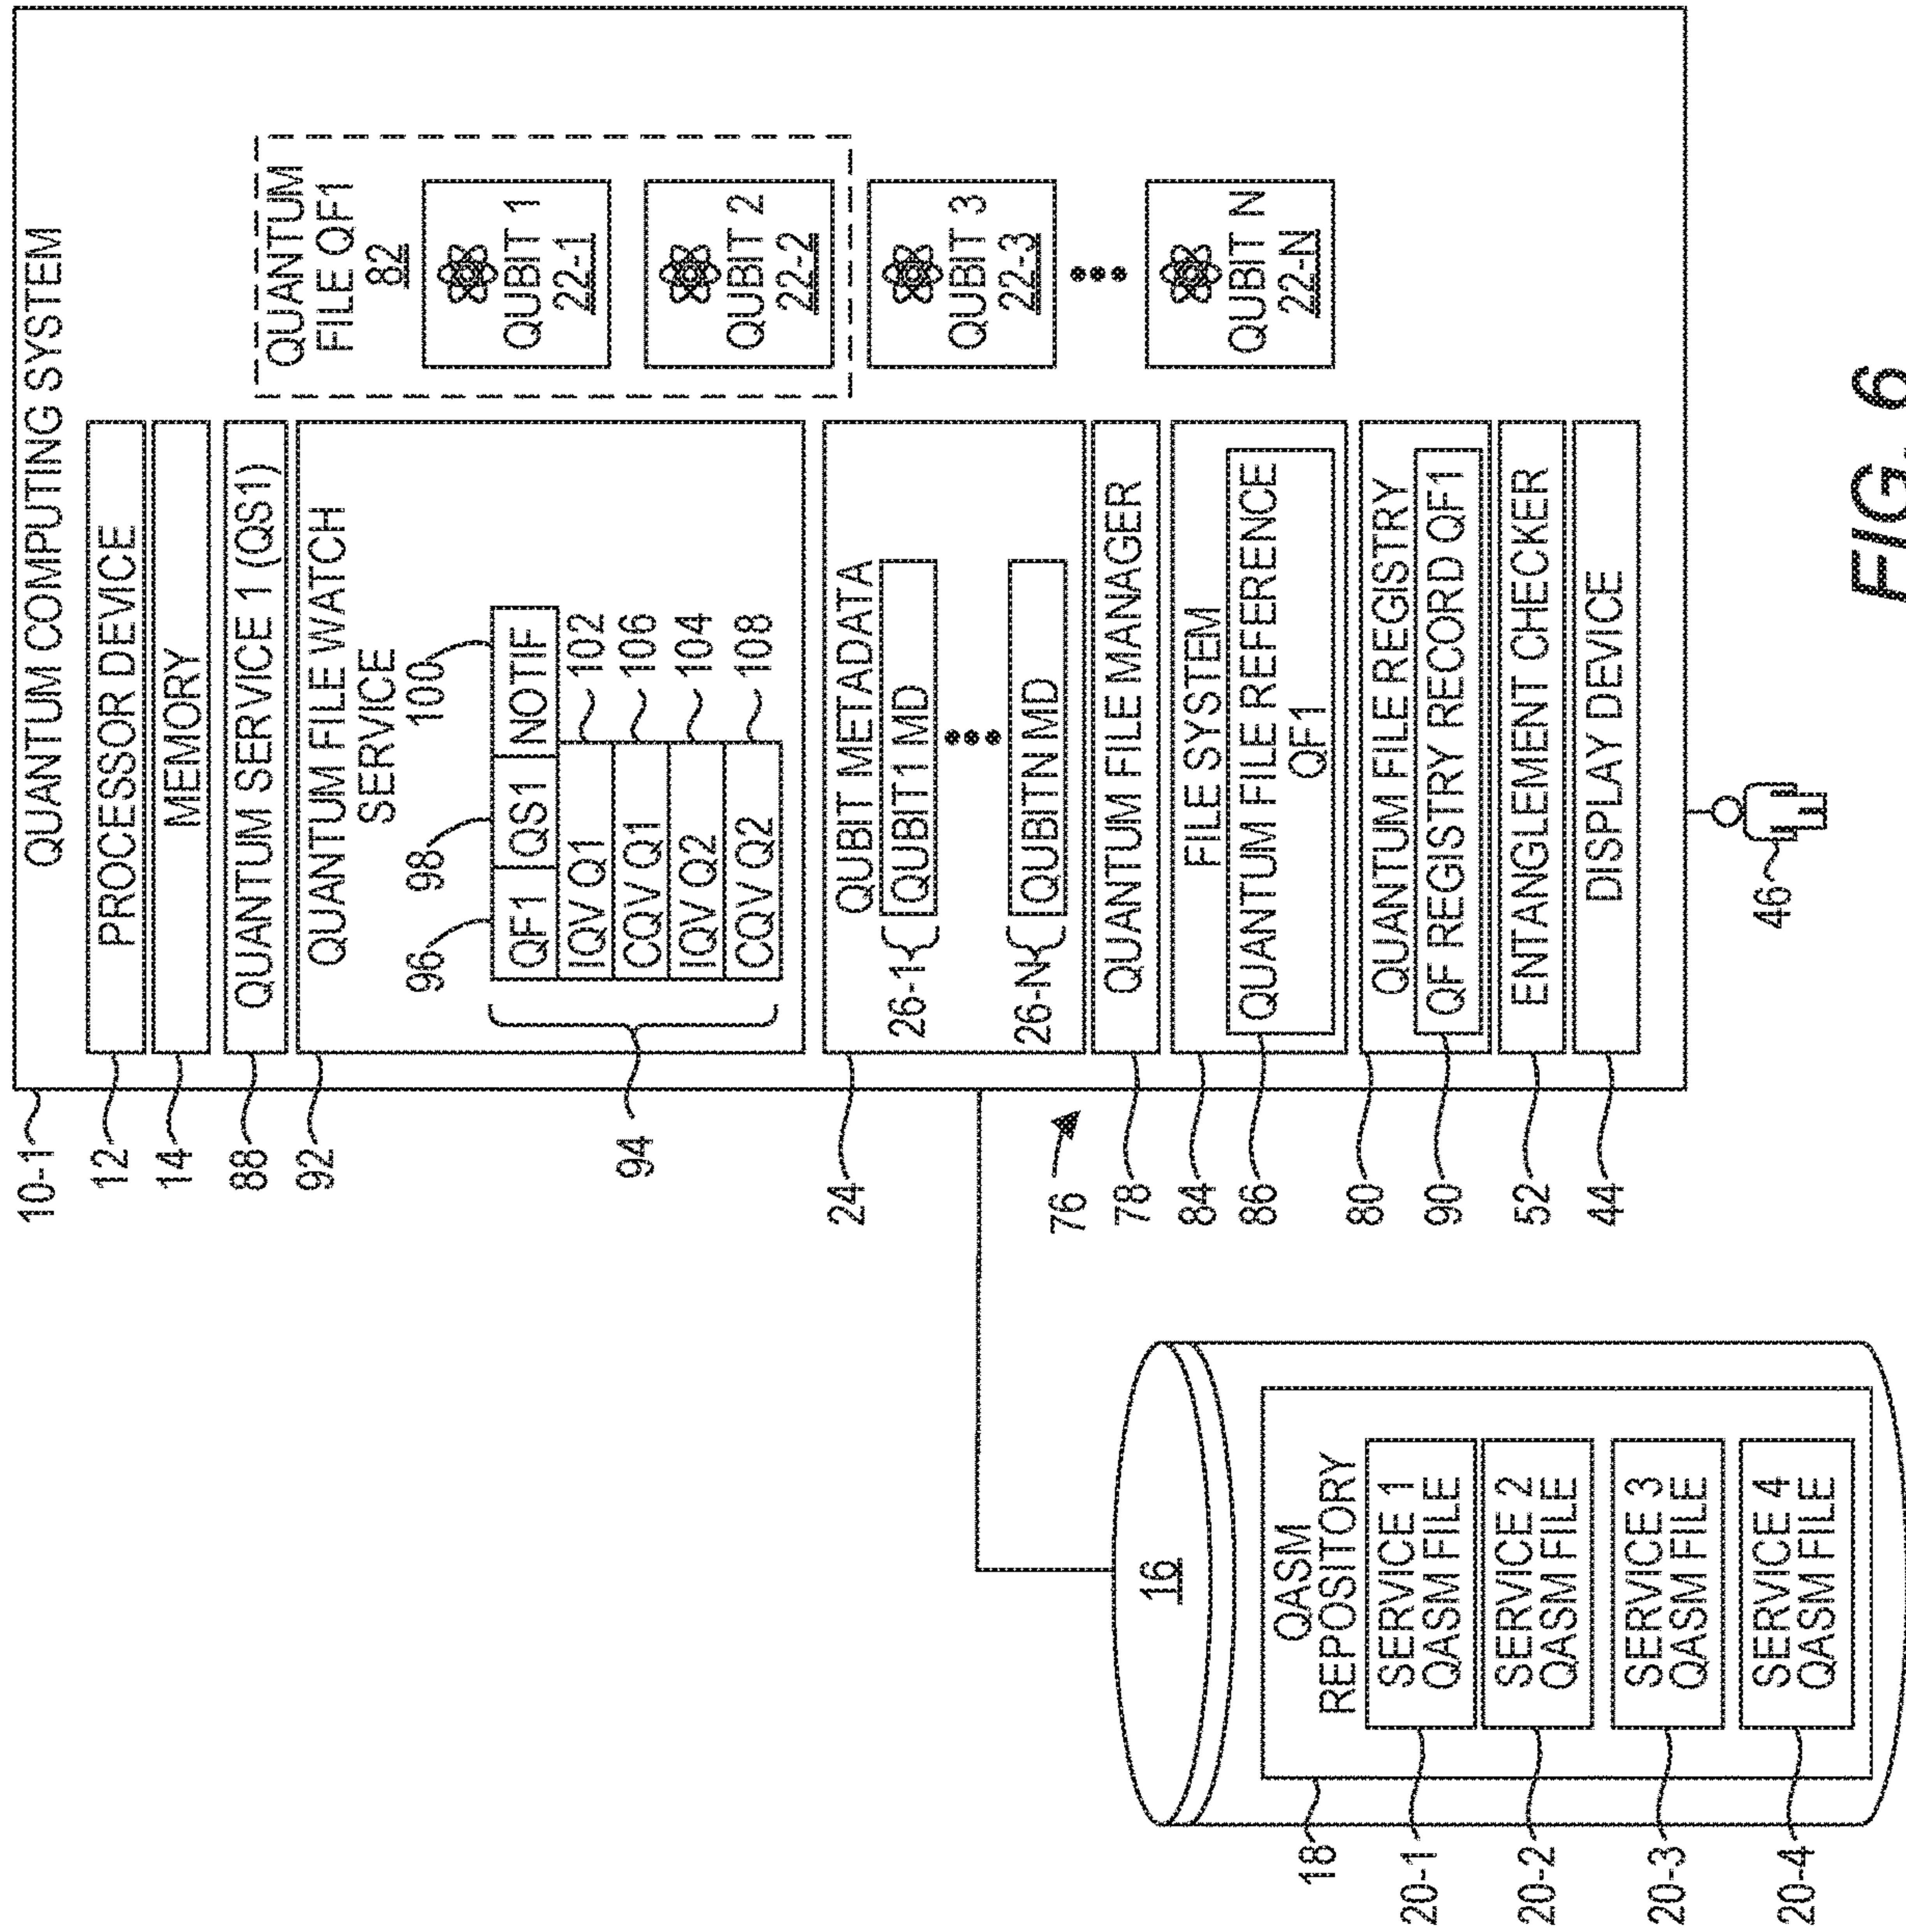 QUANTUM COMPUTING SYSTEM
10-1
PROCESSOR DEVICE
12
MEMORY
14
QUANTUM SERVICE 1 (QS1)
88
QUANTUM FILE WATCH
SERVICE
92
96
98
100
QF1
QS1
NOTIF
IQV Q1
102
CQV Q1
106
IQV Q2
104
CQV Q2
108
94
QUBIT METADATA
24
26-1
QUBIT1 MD
26-N
QUBITN MD
76
QUANTUM FILE MANAGER
78
FILE SYSTEM
84
QUANTUM FILE REFERENCE
QF1
86
QUANTUM FILE REGISTRY
80
QF REGISTRY RECORD QF1
90
ENTANGLEMENT CHECKER
52
DISPLAY DEVICE
44
QUANTUM
FILE QF1
82
QUBIT 1
22-1
QUBIT 2
22-2
QUBIT 3
22-3
QUBIT N
22-N
46
16
QASM
REPOSITORY
18
SERVICE 1
QASM FILE
20-1
SERVICE 2
QASM FILE
20-2
SERVICE 3
QASM FILE
20-3
SERVICE 4
QASM FILE
20-4
FIG. 6